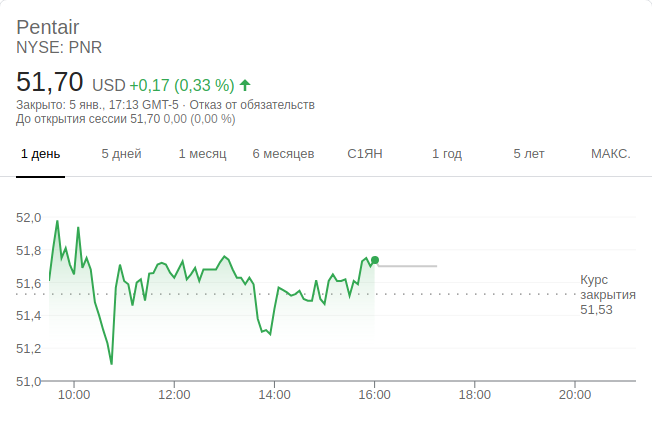 Pentair
NYSE: PNR
51,70 USD +0,17 (0,33 %)
Закрыто: 5 янв., 17:13 GMT-5 · Отказ от обязательств
До открытия сессии 51,70 0,00 (0,00 %)
1 день 5 дней 1 месяц 6 месяцев С1ЯН 1 год 5 лет МАКС.
52,0
51,8
51,6
51,4
51,2
51,0
Курс
закрытия
51,53
10:00 12:00 14:00 16:00 18:00 20:00